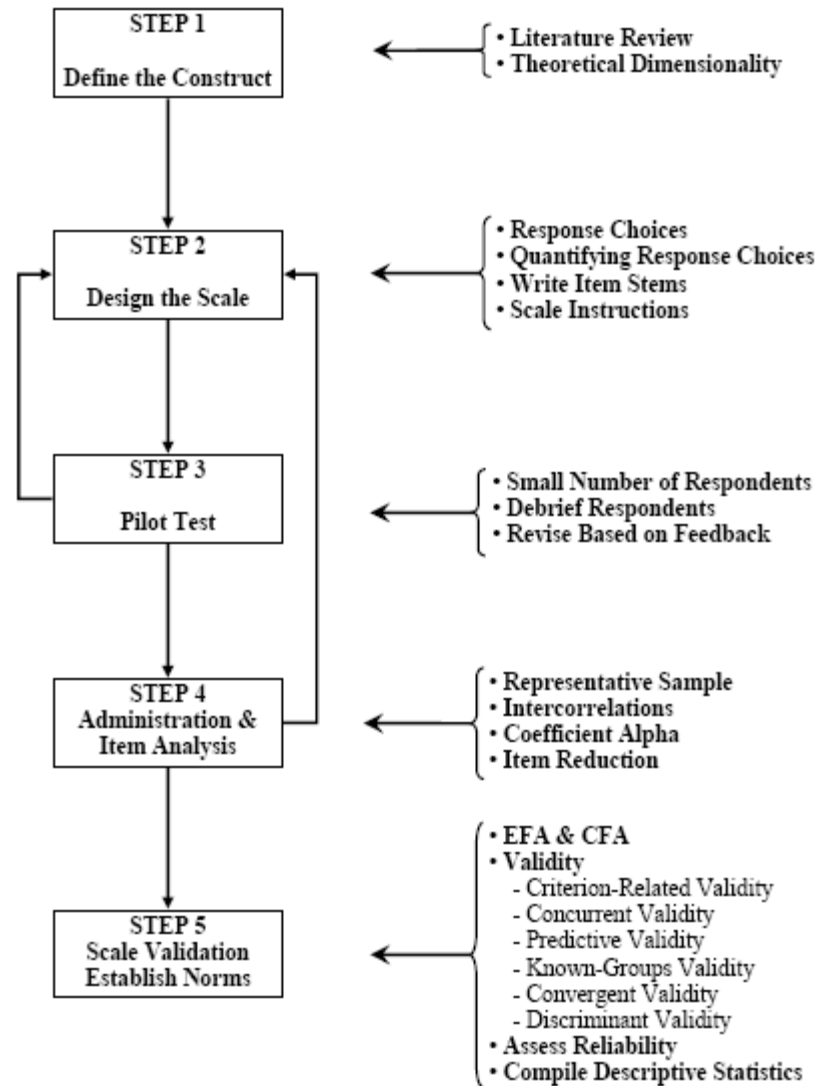 STEP 1
Define the Construct
• Literature Review
• Theoretical Dimensionality
STEP 2
Design the Scale
• Response Choices
• Quantifying Response Choices
• Write Item Stems
• Scale Instructions
STEP 3
Pilot Test
• Small Number of Respondents
• Debrief Respondents
• Revise Based on Feedback
STEP 4
Administration &
Item Analysis
• Representative Sample
• Intercorrelations
• Coefficient Alpha
• Item Reduction
STEP 5
Scale Validation
Establish Norms
• EFA & CFA
• Validity
- Criterion-Related Validity
- Concurrent Validity
- Predictive Validity
- Known-Groups Validity
- Convergent Validity
- Discriminant Validity
• Assess Reliability
• Compile Descriptive Statistics